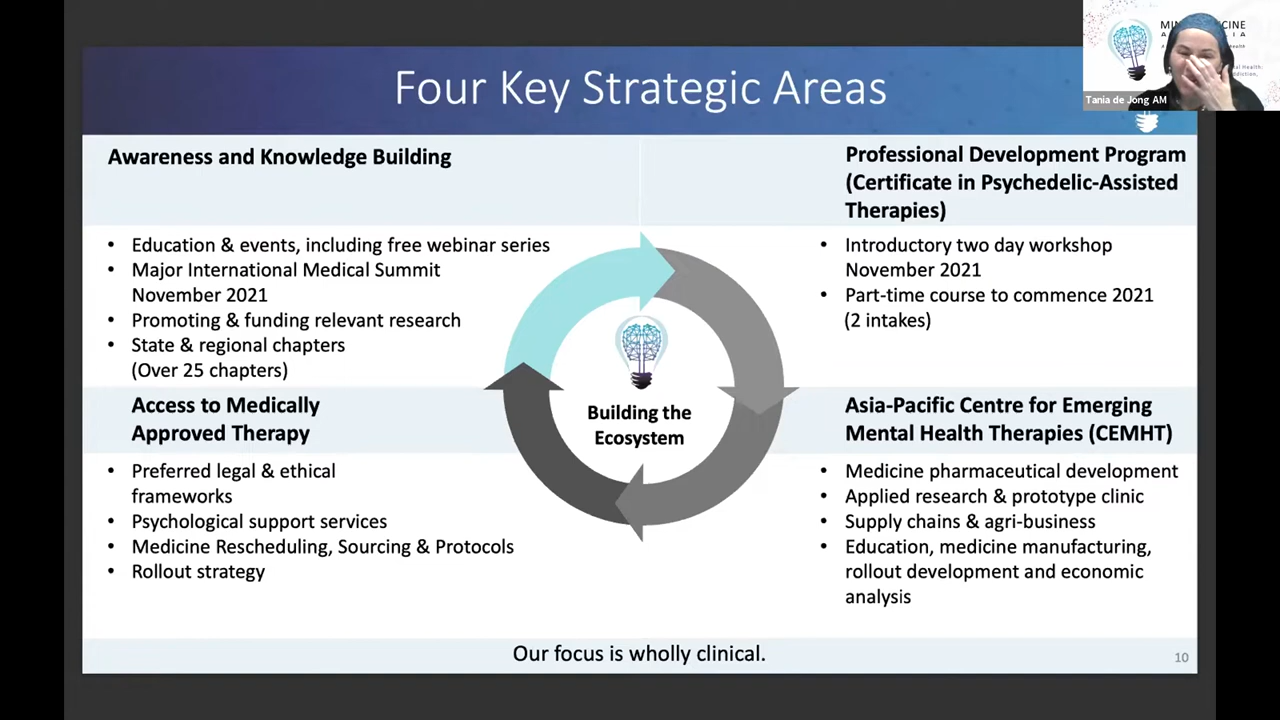 Four Key Strategic Areas
Tania de Jong AM
Awareness and Knowledge Building
• Education & events, including free webinar series
• Major International Medical Summit
November 2021
• Promoting & funding relevant research
• State & regional chapters
(Over 25 chapters)
Professional Development Program
(Certificate in Psychedelic-Assisted
Therapies)
• Introductory two day workshop
November 2021
• Part-time course to commence 2021
(2 intakes)
Building the
Ecosystem
Access to Medically
Approved Therapy
• Preferred legal & ethical
frameworks
• Psychological support services
• Medicine Rescheduling, Sourcing & Protocols
• Rollout strategy
Asia-Pacific Centre for Emerging
Mental Health Therapies (CEMHT)
• Medicine pharmaceutical development
• Applied research & prototype clinic
• Supply chains & agri-business
• Education, medicine manufacturing,
rollout development and economic
analysis
Our focus is wholly clinical.
10